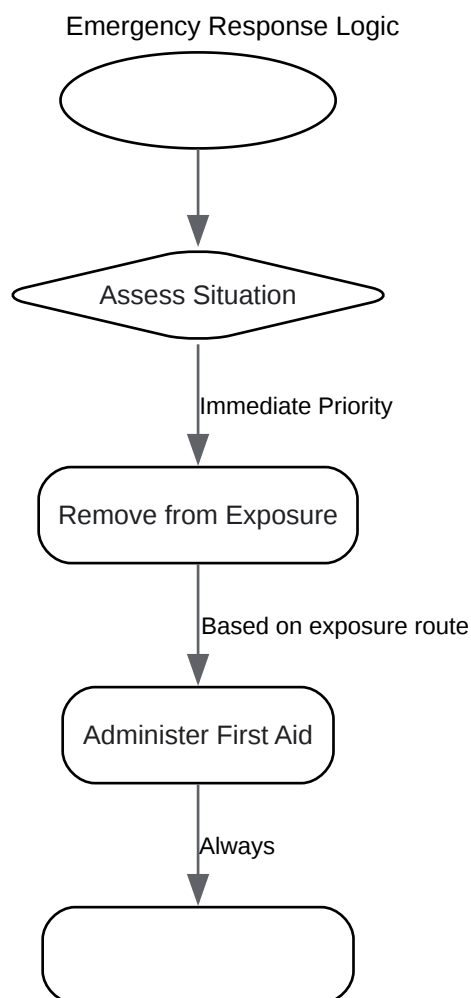 Emergency Response Logic
Assess Situation
Immediate Priority
Remove from Exposure
Based on exposure route
Administer First Aid
Always